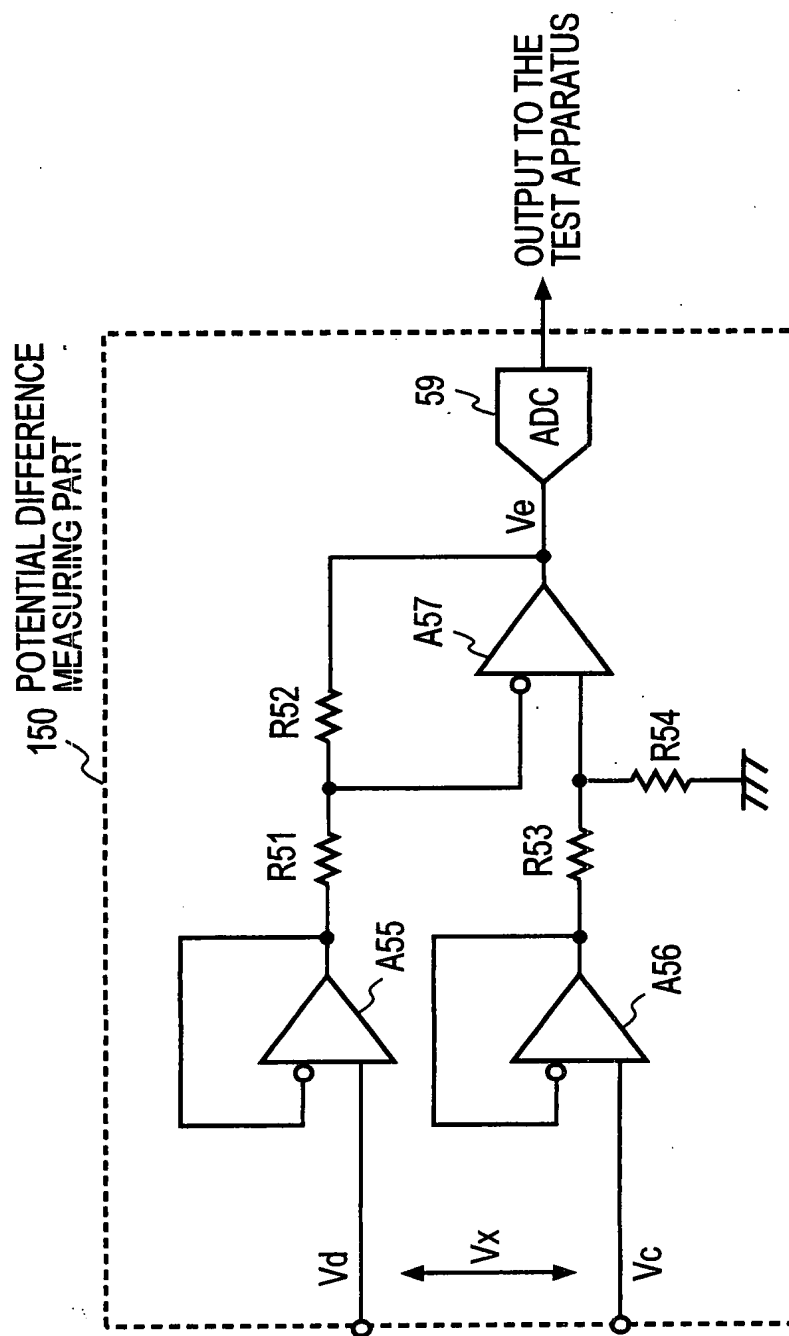 150 POTENTIAL DIFFERENCE
MEASURING PART
Vd
Vx
Vc
A55
A56
R51
R52
R53
R54
A57
Ve
59
ADC
OUTPUT TO THE
TEST APPARATUS